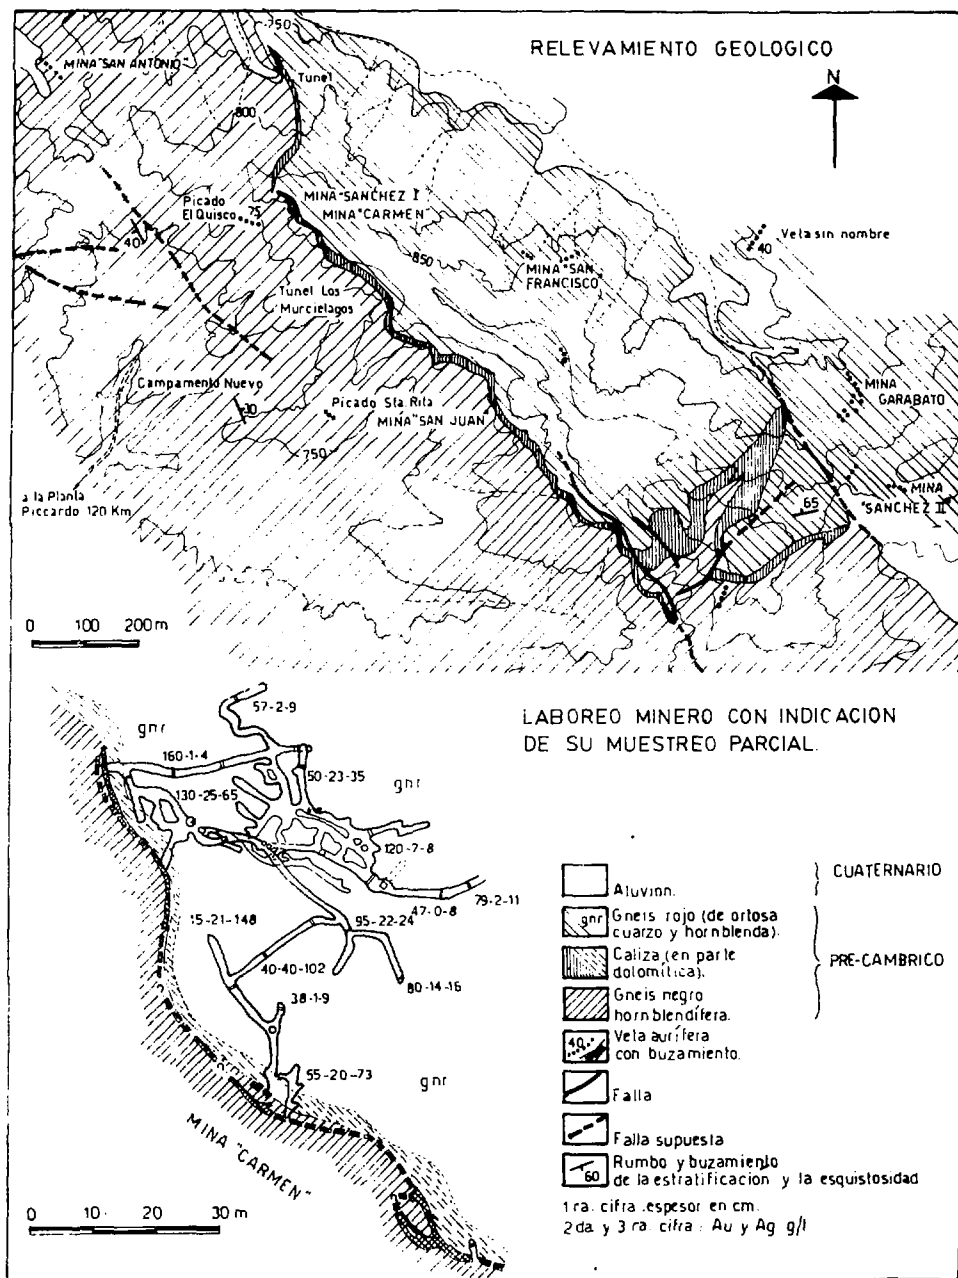 RELEVAMIENTO GEOLOGICO
750
MINA "SAN ANTONIO"
Tunel
N
800
Picado
El Quisco
75
MINA "SANCHEZ I
MINA "CARMEN"
40
850
MINA "SAN
FRANCISCO"
40
Veta sin nombre
Tunel Los
Murcielagos
Campamento Nuevo
30
Picado Sta. Rita
MINA "SAN JUAN"
750
MINA
GARABATO
a la Planta
Piccardo 120 Km
65
MINA
"SANCHEZ II"
0 100 200 m
LABOREO MINERO CON INDICACION
DE SU MUESTREO PARCIAL.
57-2-9
gnr
160-1-4
50-23-35
gnr
130-25-65
120-7-8
79-2-11
47-0-8
15-21-148
95-22-24
40-40-102
80-14-16
38-1-9
55-20-73
gnr
MINA "CARMEN"
0 10 20 30 m
Aluvion.
CUATERNARIO
gnr
Gneis rojo (de ortosa
cuarzo y hornblenda).
Caliza (en parte
dolomitica).
PRE-CAMBRICO
Gneis negro
hornblendífera.
40
Veta aurífera
con buzamiento.
Falla
Falla supuesta
60
Rumbo y buzamiento
de la estratificacion y la esquistosidad
1 ra. cifra .espesor en cm.
2da y 3 ra. cifra : Au y Ag g/t